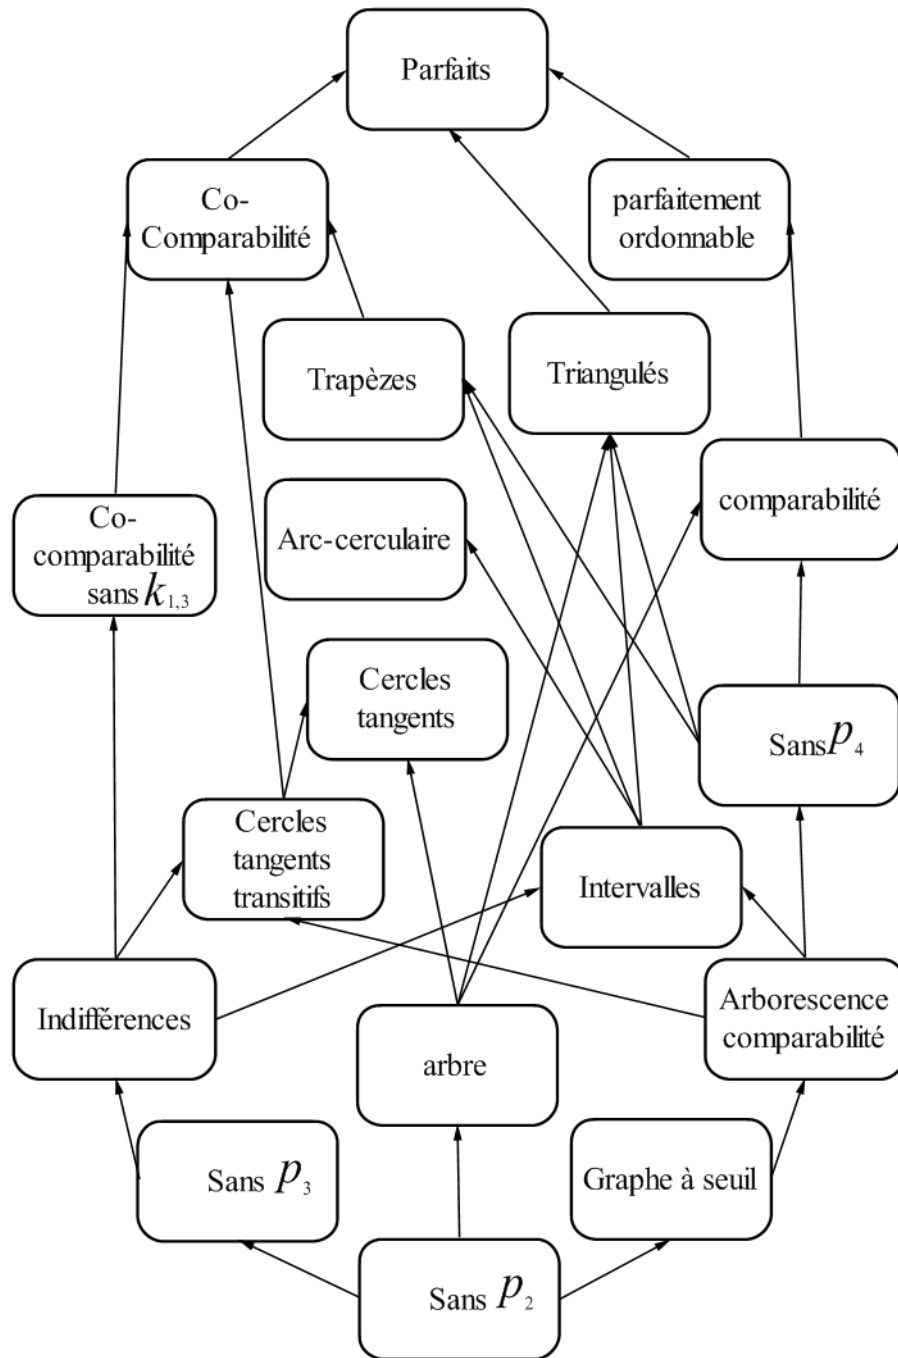 Parfaits
Co-
Comparabilité
parfaitement
ordonnable
Trapèzes
Triangulés
comparabilité
Arc-cerculaire
Co-
comparabilité
sans k1,3
Cercles
tangents
Sans p4
Cercles
tangents
transitifs
Intervalles
Indifférences
Arborescence
comparabilité
arbre
Sans p3
Graphe à seuil
Sans p2